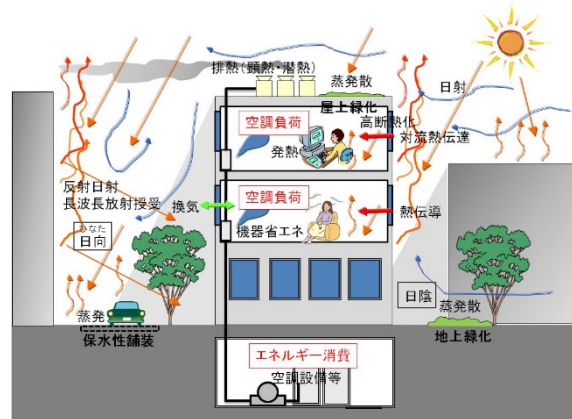 排熱(顕熱・潜熱)
蒸発散
日射
屋上緑化
空調負荷
高断熱化
発熱
対流熱伝達
反射日射
長波長放射授受
換気
空調負荷
熱伝導
機器省エネ
ひなた
日向
日陰
蒸発散
蒸発
保水性舗装
地上緑化
エネルギー消費
空調設備等